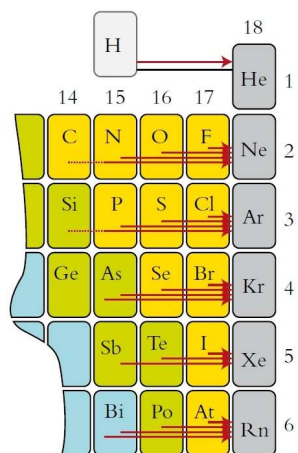 18
H
He 1
14 15 16 17
C N O F Ne 2
Si P S Cl Ar 3
Ge As Se Br Kr 4
Sb Te I Xe 5
Bi Po At Rn 6